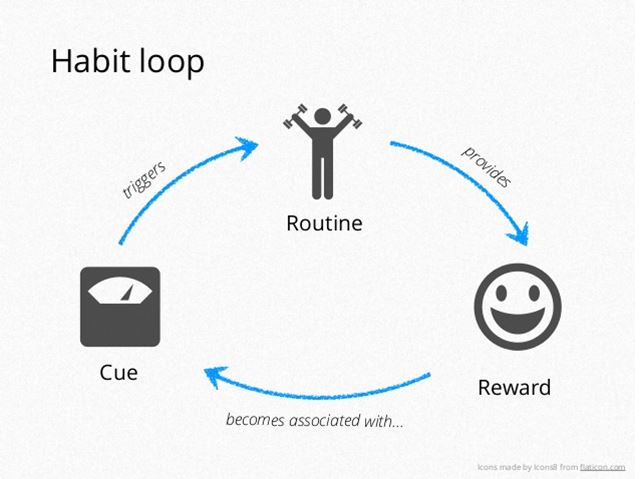 Habit loop
triggers
provides
Routine
Cue
Reward
becomes associated with...
Icons made by Icons8 from flaticon.com